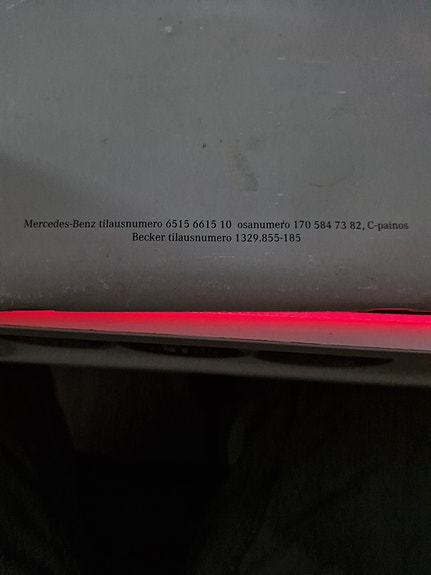 Mercedes-Benz tilausnumero 6515 6615 10 osanumero 170 584 73 82, C-painos
Becker tilausnumero 1329.855-185